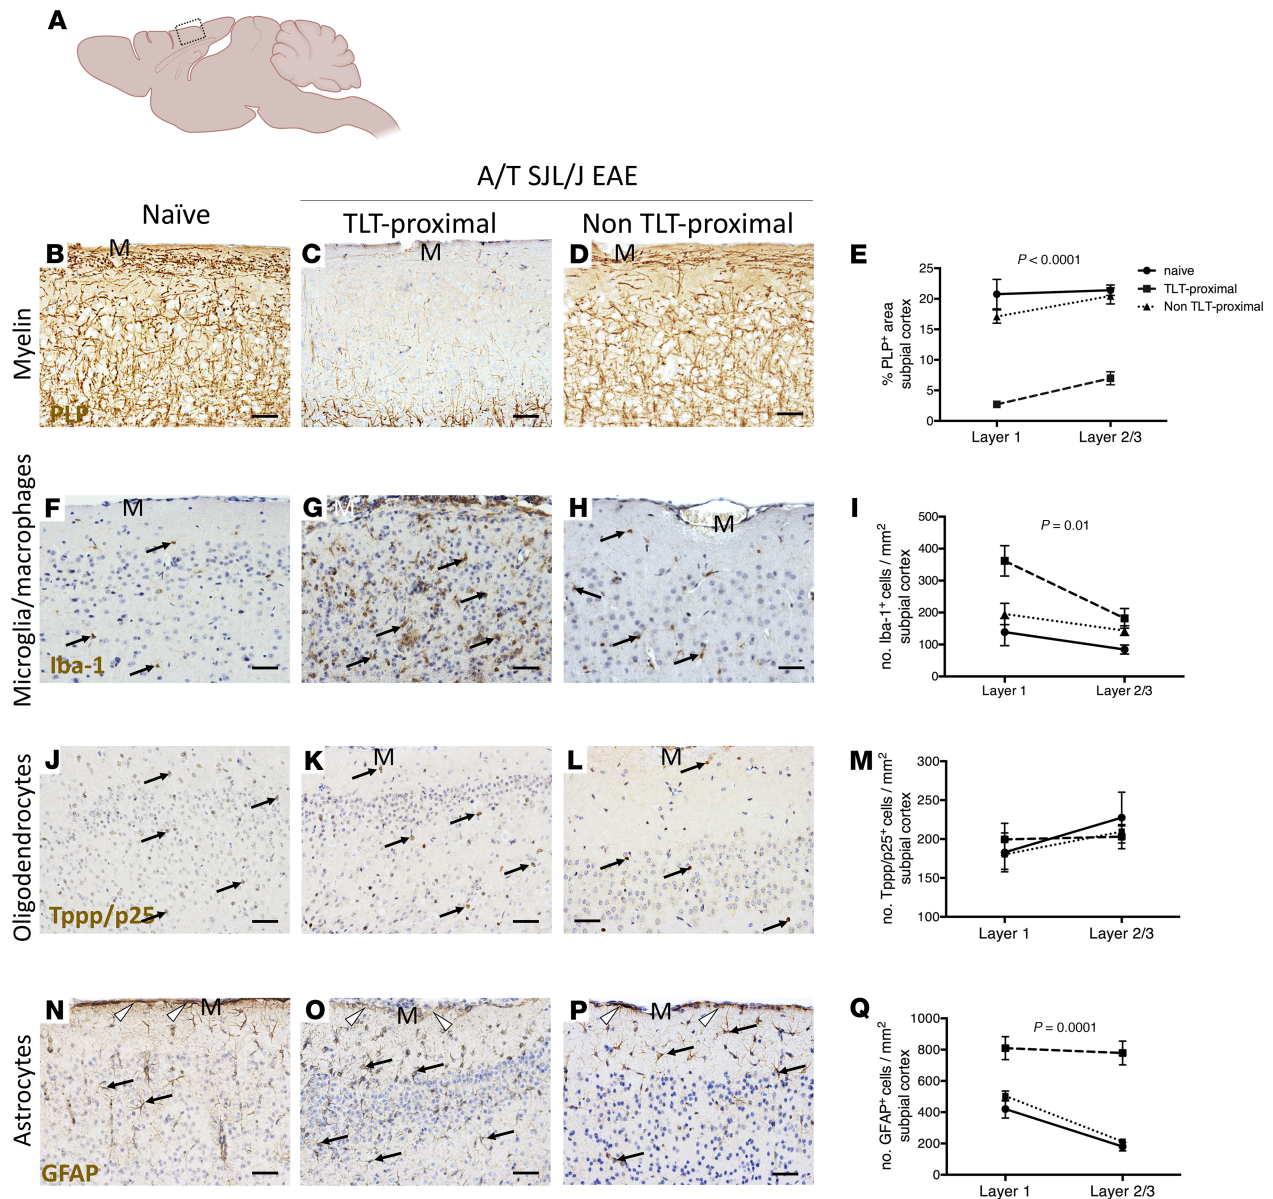 A
A/T SJL/J EAE
Naïve
TLT-proximal
Non TLT-proximal
Myelin
B
M
PLP
C
M
D
M
E
P < 0.0001
% PLP+ area
subpial cortex
25
20
15
10
5
0
Layer 1
Layer 2/3
naive
TLT-proximal
Non TLT-proximal
Microglia/macrophages
F
M
Iba-1
G
M
H
M
I
P = 0.01
no. Iba-1+ cells / mm2
subpial cortex
500
400
300
200
100
0
Layer 1
Layer 2/3
Oligodendrocytes
J
Tppp/p25
K
M
L
M
M
no. Tppp/p25+ cells / mm2
subpial cortex
300
250
200
150
100
Layer 1
Layer 2/3
Astrocytes
N
M
GFAP
O
M
P
M
Q
P = 0.0001
no. GFAP+ cells / mm2
subpial cortex
1000
800
600
400
200
0
Layer 1
Layer 2/3